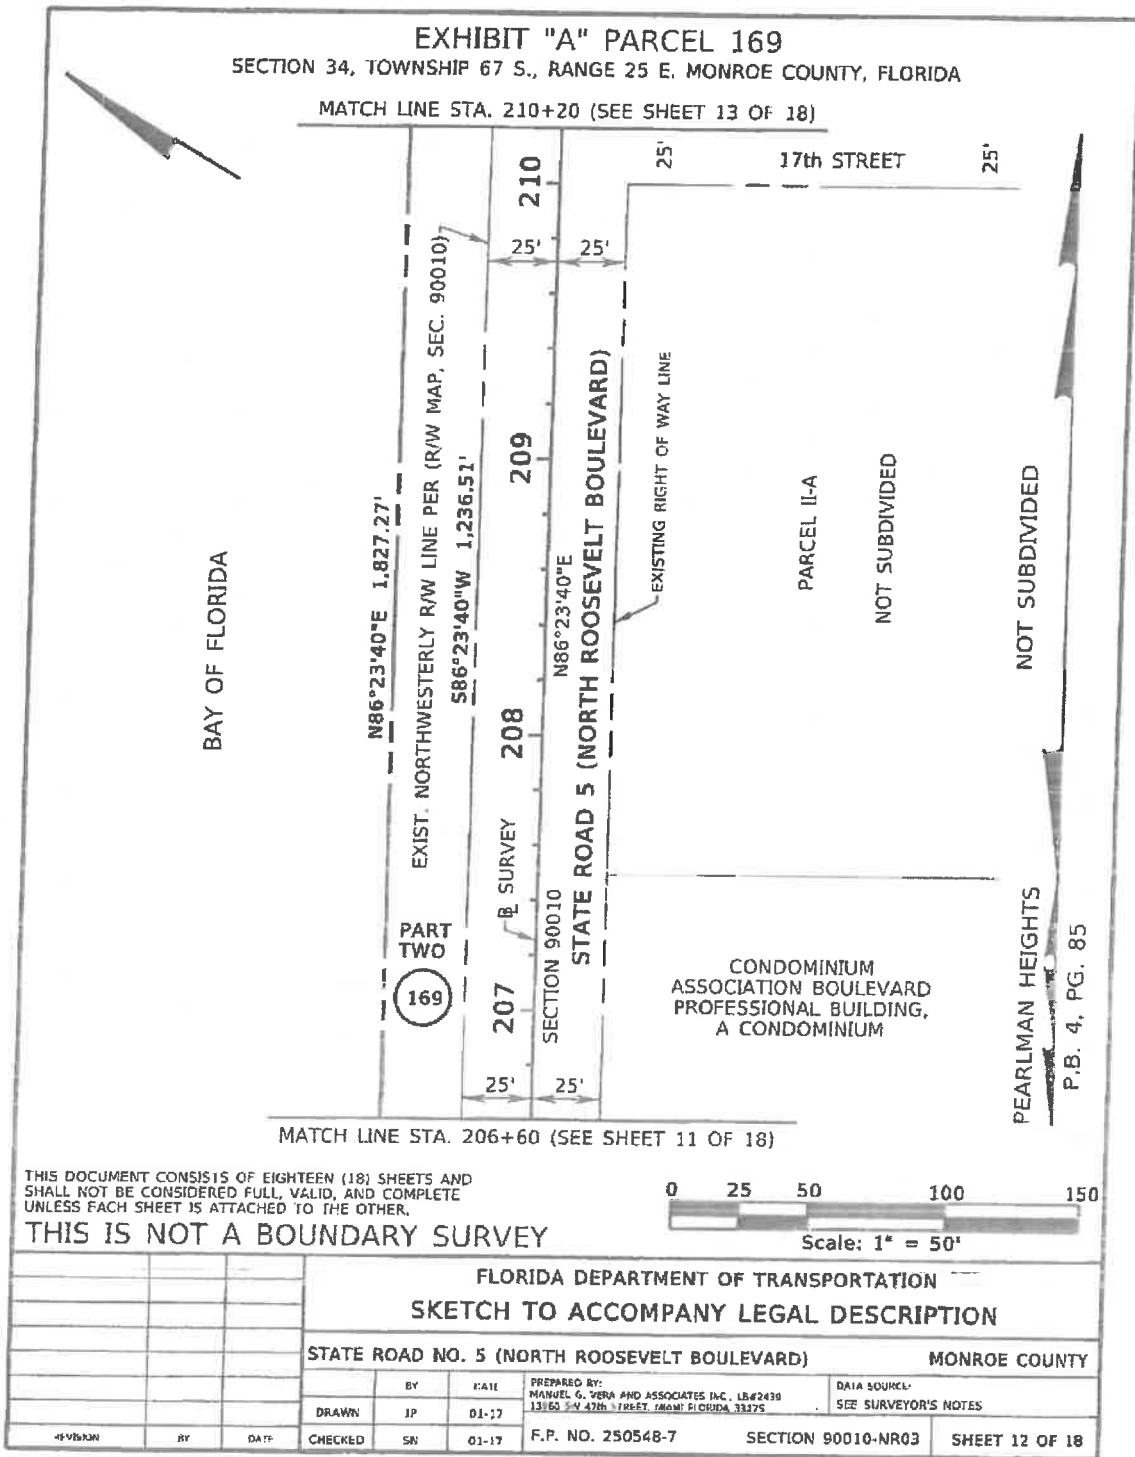 EXHIBIT "A" PARCEL 169
SECTION 34, TOWNSHIP 67 S., RANGE 25 E, MONROE COUNTY, FLORIDA
MATCH LINE STA. 210+20 (SEE SHEET 13 OF 18)
25'
17th STREET
25'
210
25'
25'
BAY OF FLORIDA
N86°23'40"E 1,827.27'
EXIST. NORTHWESTERLY R/W LINE PER (R/W MAP, SEC. 90010)
S86°23'40"W 1,236.51'
209
N86°23'40"E
STATE ROAD 5 (NORTH ROOSEVELT BOULEVARD)
EXISTING RIGHT OF WAY LINE
PARCEL II-A
NOT SUBDIVIDED
NOT SUBDIVIDED
208
BL SURVEY
SECTION 90010
PART
TWO
169
207
CONDOMINIUM
ASSOCIATION BOULEVARD
PROFESSIONAL BUILDING,
A CONDOMINIUM
PEARLMAN HEIGHTS
P.B. 4, PG. 85
25'
25'
MATCH LINE STA. 206+60 (SEE SHEET 11 OF 18)
THIS DOCUMENT CONSISTS OF EIGHTEEN (18) SHEETS AND
SHALL NOT BE CONSIDERED FULL, VALID, AND COMPLETE
UNLESS EACH SHEET IS ATTACHED TO THE OTHER.
THIS IS NOT A BOUNDARY SURVEY
0 25 50 100 150
Scale: 1" = 50'
FLORIDA DEPARTMENT OF TRANSPORTATION
SKETCH TO ACCOMPANY LEGAL DESCRIPTION
STATE ROAD NO. 5 (NORTH ROOSEVELT BOULEVARD) MONROE COUNTY
BY DATE
DRAWN JP 01-17
CHECKED SN 01-17
PREPARED BY:
MANUEL G. VERA AND ASSOCIATES INC. LB#2439
47th STREET, MIAMI FLORIDA 33175
DATA SOURCE:
SEE SURVEYOR'S NOTES
REVISION BY DATE
F.P. NO. 250548-7 SECTION 90010-NR03 SHEET 12 OF 18